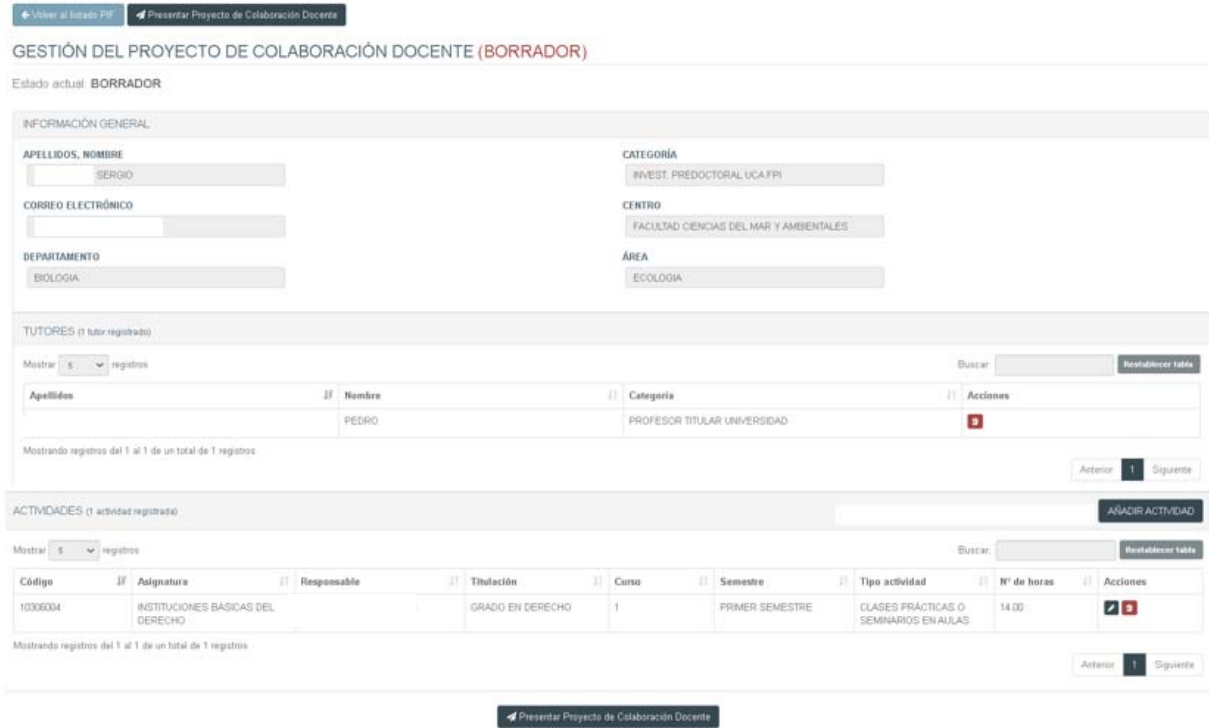 Volver al listado PIF Presentar Proyecto de Colaboración Docente
GESTIÓN DEL PROYECTO DE COLABORACIÓN DOCENTE (BORRADOR)
Estado actual: BORRADOR
INFORMACIÓN GENERAL
APELLIDOS, NOMBRE CATEGORÍA
SERGIO INVEST. PREDOCTORAL UCA FPI
CORREO ELECTRÓNICO CENTRO
FACULTAD CIENCIAS DEL MAR Y AMBIENTALES
DEPARTAMENTO ÁREA
BIOLOGIA ECOLOGIA
TUTORES (1 tutor registrado)
Mostrar 5 registros Buscar: Restablecer tabla
Apellidos Nombre Categoría Acciones
PEDRO PROFESOR TITULAR UNIVERSIDAD
Mostrando registros del 1 al 1 de un total de 1 registros
Anterior 1 Siguiente
ACTIVIDADES (1 actividad registrada) AÑADIR ACTIVIDAD
Mostrar 5 registros Buscar: Restablecer tabla
Código Asignatura Responsable Titulación Curso Semestre Tipo actividad Nº de horas Acciones
10306004 INSTITUCIONES BÁSICAS DEL GRADO EN DERECHO 1 PRIMER SEMESTRE CLASES PRÁCTICAS O 14.00
DERECHO SEMINARIOS EN AULAS
Mostrando registros del 1 al 1 de un total de 1 registros
Anterior 1 Siguiente
Presentar Proyecto de Colaboración Docente